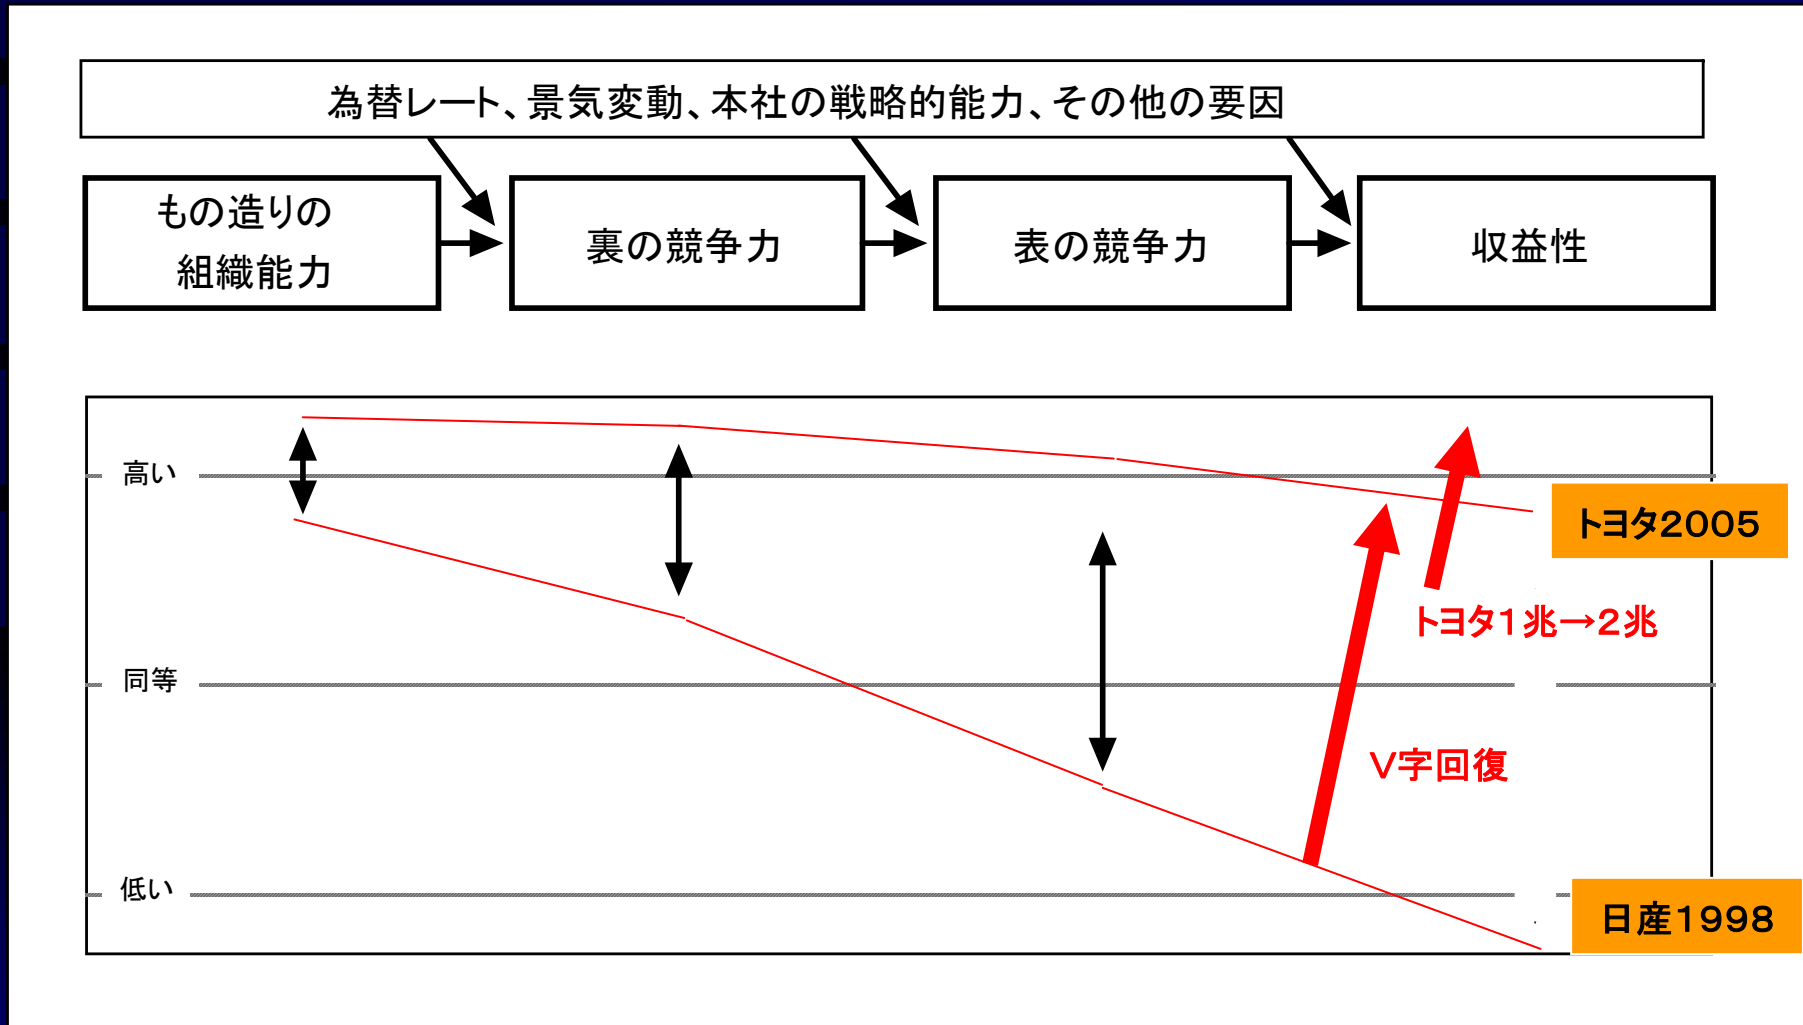 為替レート、景気変動、本社の戦略的能力、その他の要因
もの造りの
組織能力
裏の競争力
表の競争力
収益性
高い
トヨタ2005
トヨタ1兆→2兆
同等
V字回復
低い
日産1998